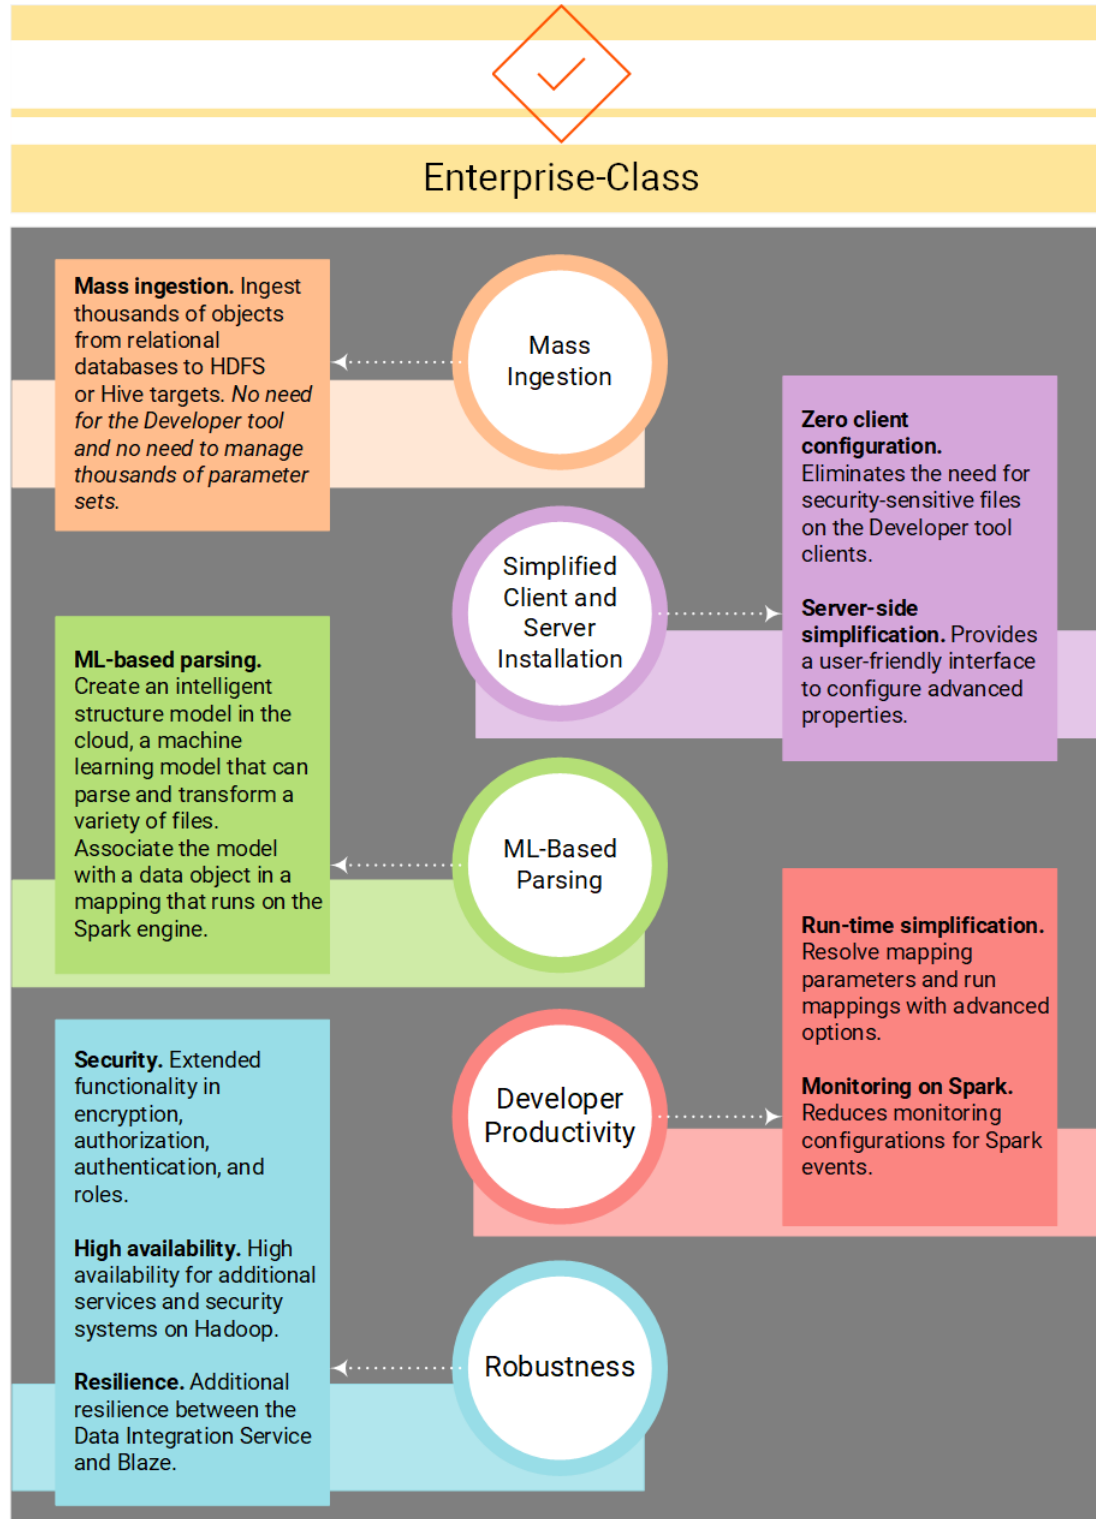 Enterprise-Class
Mass ingestion. Ingest
thousands of objects
from relational
databases to HDFS
or Hive targets. No need
for the Developer tool
and no need to manage
thousands of parameter
sets.
Mass
Ingestion
Simplified
Client and
Server
Installation
Zero client
configuration.
Eliminates the need for
security-sensitive files
on the Developer tool
clients.
Server-side
simplification. Provides
a user-friendly interface
to configure advanced
properties.
ML-based parsing.
Create an intelligent
structure model in the
cloud, a machine
learning model that can
parse and transform a
variety of files.
Associate the model
with a data object in a
mapping that runs on the
Spark engine.
ML-Based
Parsing
Developer
Productivity
Run-time simplification.
Resolve mapping
parameters and run
mappings with advanced
options.
Monitoring on Spark.
Reduces monitoring
configurations for Spark
events.
Security. Extended
functionality in
encryption,
authorization,
authentication, and
roles.
High availability. High
availability for additional
services and security
systems on Hadoop.
Resilience. Additional
resilience between the
Data Integration Service
and Blaze.
Robustness